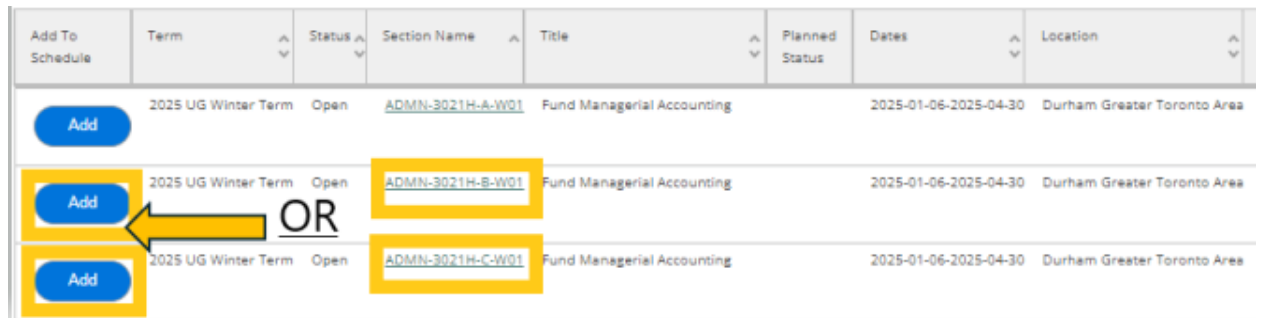 Add To Schedule Term Status Section Name Title Planned Status Dates Location
Add 2025 UG Winter Term Open ADMN-3021H-A-W01 Fund Managerial Accounting 2025-01-06-2025-04-30 Durham Greater Toronto Area
Add 2025 UG Winter Term Open ADMN-3021H-B-W01 Fund Managerial Accounting 2025-01-06-2025-04-30 Durham Greater Toronto Area
OR
Add 2025 UG Winter Term Open ADMN-3021H-C-W01 Fund Managerial Accounting 2025-01-06-2025-04-30 Durham Greater Toronto Area